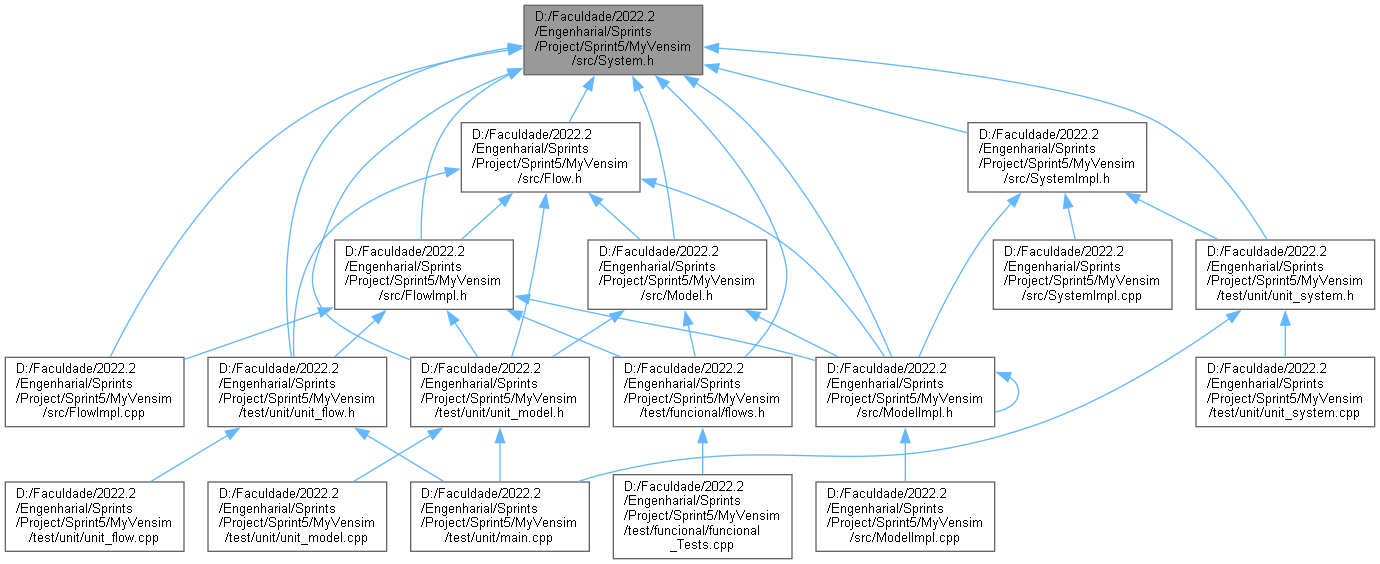 D:/Faculdade/2022.2
/Engenharial/Sprints
/Project/Sprint5/MyVensim
/src/System.h
D:/Faculdade/2022.2
/Engenharial/Sprints
/Project/Sprint5/MyVensim
/src/Flow.h
D:/Faculdade/2022.2
/Engenharial/Sprints
/Project/Sprint5/MyVensim
/src/SystemImpl.h
D:/Faculdade/2022.2
/Engenharial/Sprints
/Project/Sprint5/MyVensim
/src/FlowImpl.h
D:/Faculdade/2022.2
/Engenharial/Sprints
/Project/Sprint5/MyVensim
/src/Model.h
D:/Faculdade/2022.2
/Engenharial/Sprints
/Project/Sprint5/MyVensim
/src/SystemImpl.cpp
D:/Faculdade/2022.2
/Engenharial/Sprints
/Project/Sprint5/MyVensim
/test/unit/unit_system.h
D:/Faculdade/2022.2
/Engenharial/Sprints
/Project/Sprint5/MyVensim
/src/FlowImpl.cpp
D:/Faculdade/2022.2
/Engenharial/Sprints
/Project/Sprint5/MyVensim
/test/unit/unit_flow.h
D:/Faculdade/2022.2
/Engenharial/Sprints
/Project/Sprint5/MyVensim
/test/unit/unit_model.h
D:/Faculdade/2022.2
/Engenharial/Sprints
/Project/Sprint5/MyVensim
/test/funcional/flows.h
D:/Faculdade/2022.2
/Engenharial/Sprints
/Project/Sprint5/MyVensim
/src/ModelImpl.h
D:/Faculdade/2022.2
/Engenharial/Sprints
/Project/Sprint5/MyVensim
/test/unit/unit_system.cpp
D:/Faculdade/2022.2
/Engenharial/Sprints
/Project/Sprint5/MyVensim
/test/unit/unit_flow.cpp
D:/Faculdade/2022.2
/Engenharial/Sprints
/Project/Sprint5/MyVensim
/test/unit/unit_model.cpp
D:/Faculdade/2022.2
/Engenharial/Sprints
/Project/Sprint5/MyVensim
/test/unit/main.cpp
D:/Faculdade/2022.2
/Engenharial/Sprints
/Project/Sprint5/MyVensim
/test/funcional/funcional
_Tests.cpp
D:/Faculdade/2022.2
/Engenharial/Sprints
/Project/Sprint5/MyVensim
/src/ModelImpl.cpp